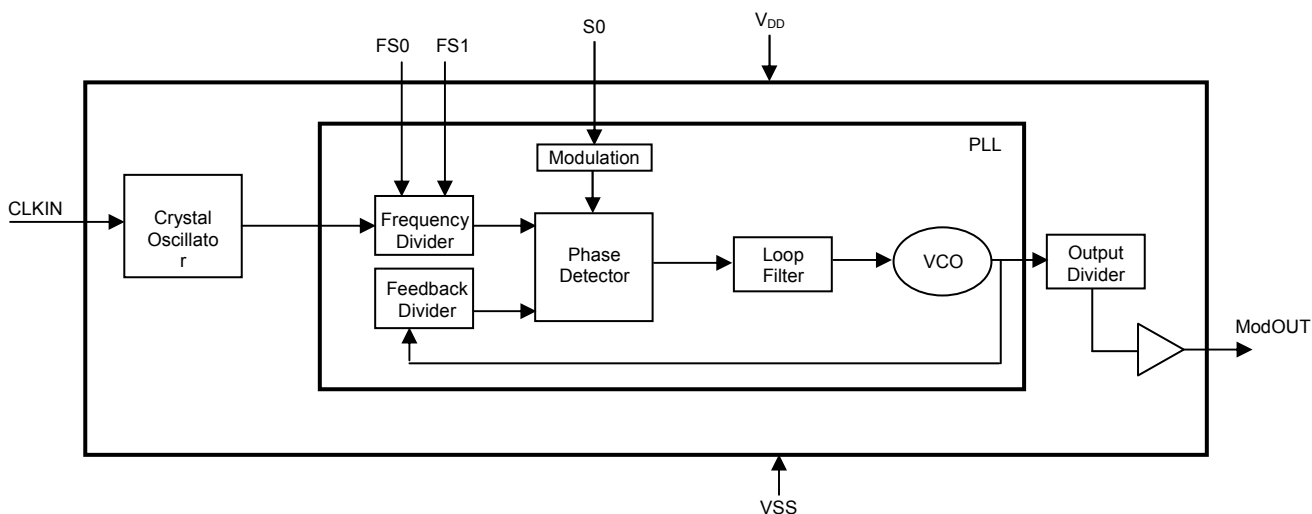 S0
VDD
FS0
FS1
PLL
Modulation
CLKIN
Crystal
Oscillato
r
Frequency
Divider
Phase
Detector
Loop
Filter
VCO
Output
Divider
Feedback
Divider
ModOUT
VSS